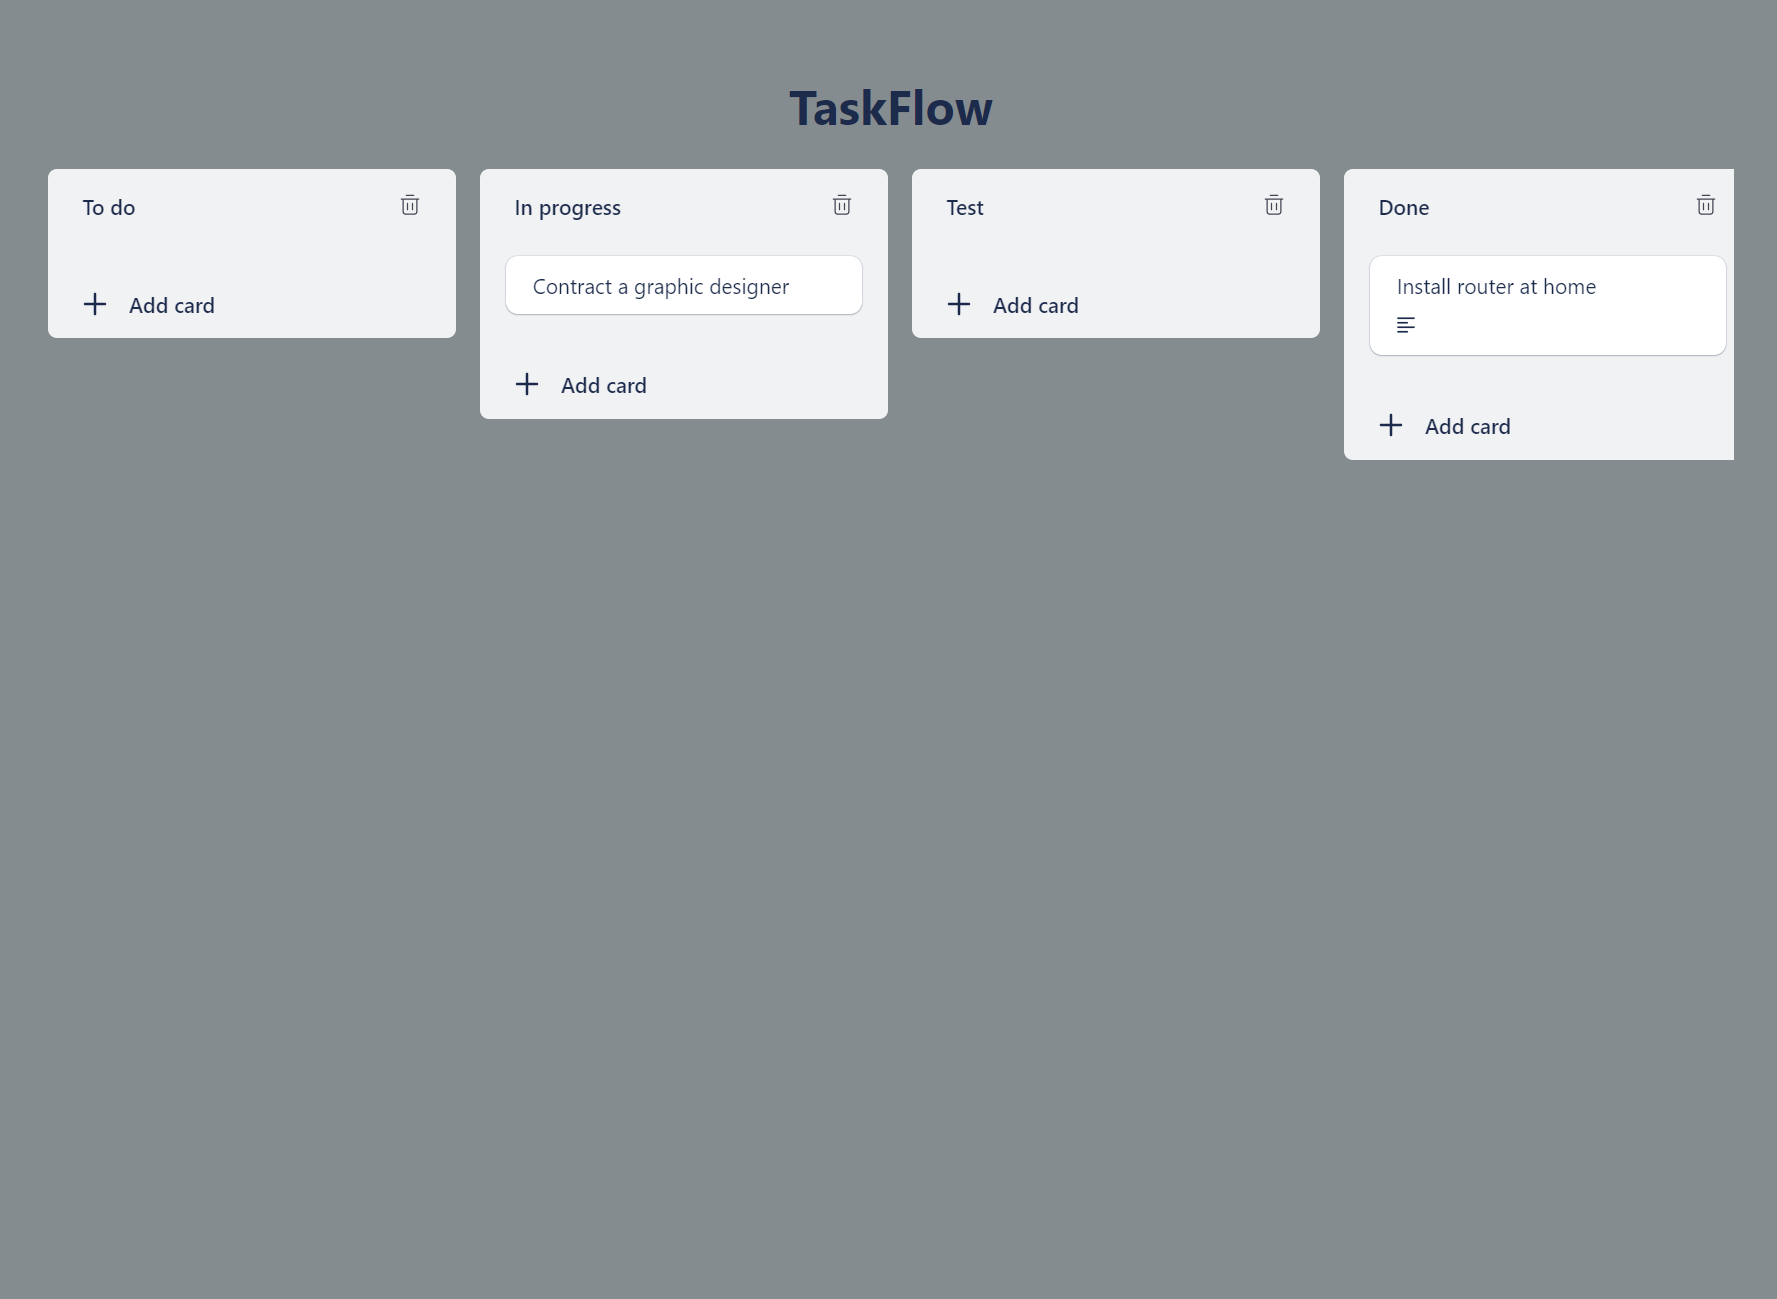 TaskFlow
To do
Add card
In progress
Contract a graphic designer
Add card
Test
Add card
Done
Install router at home
Add card